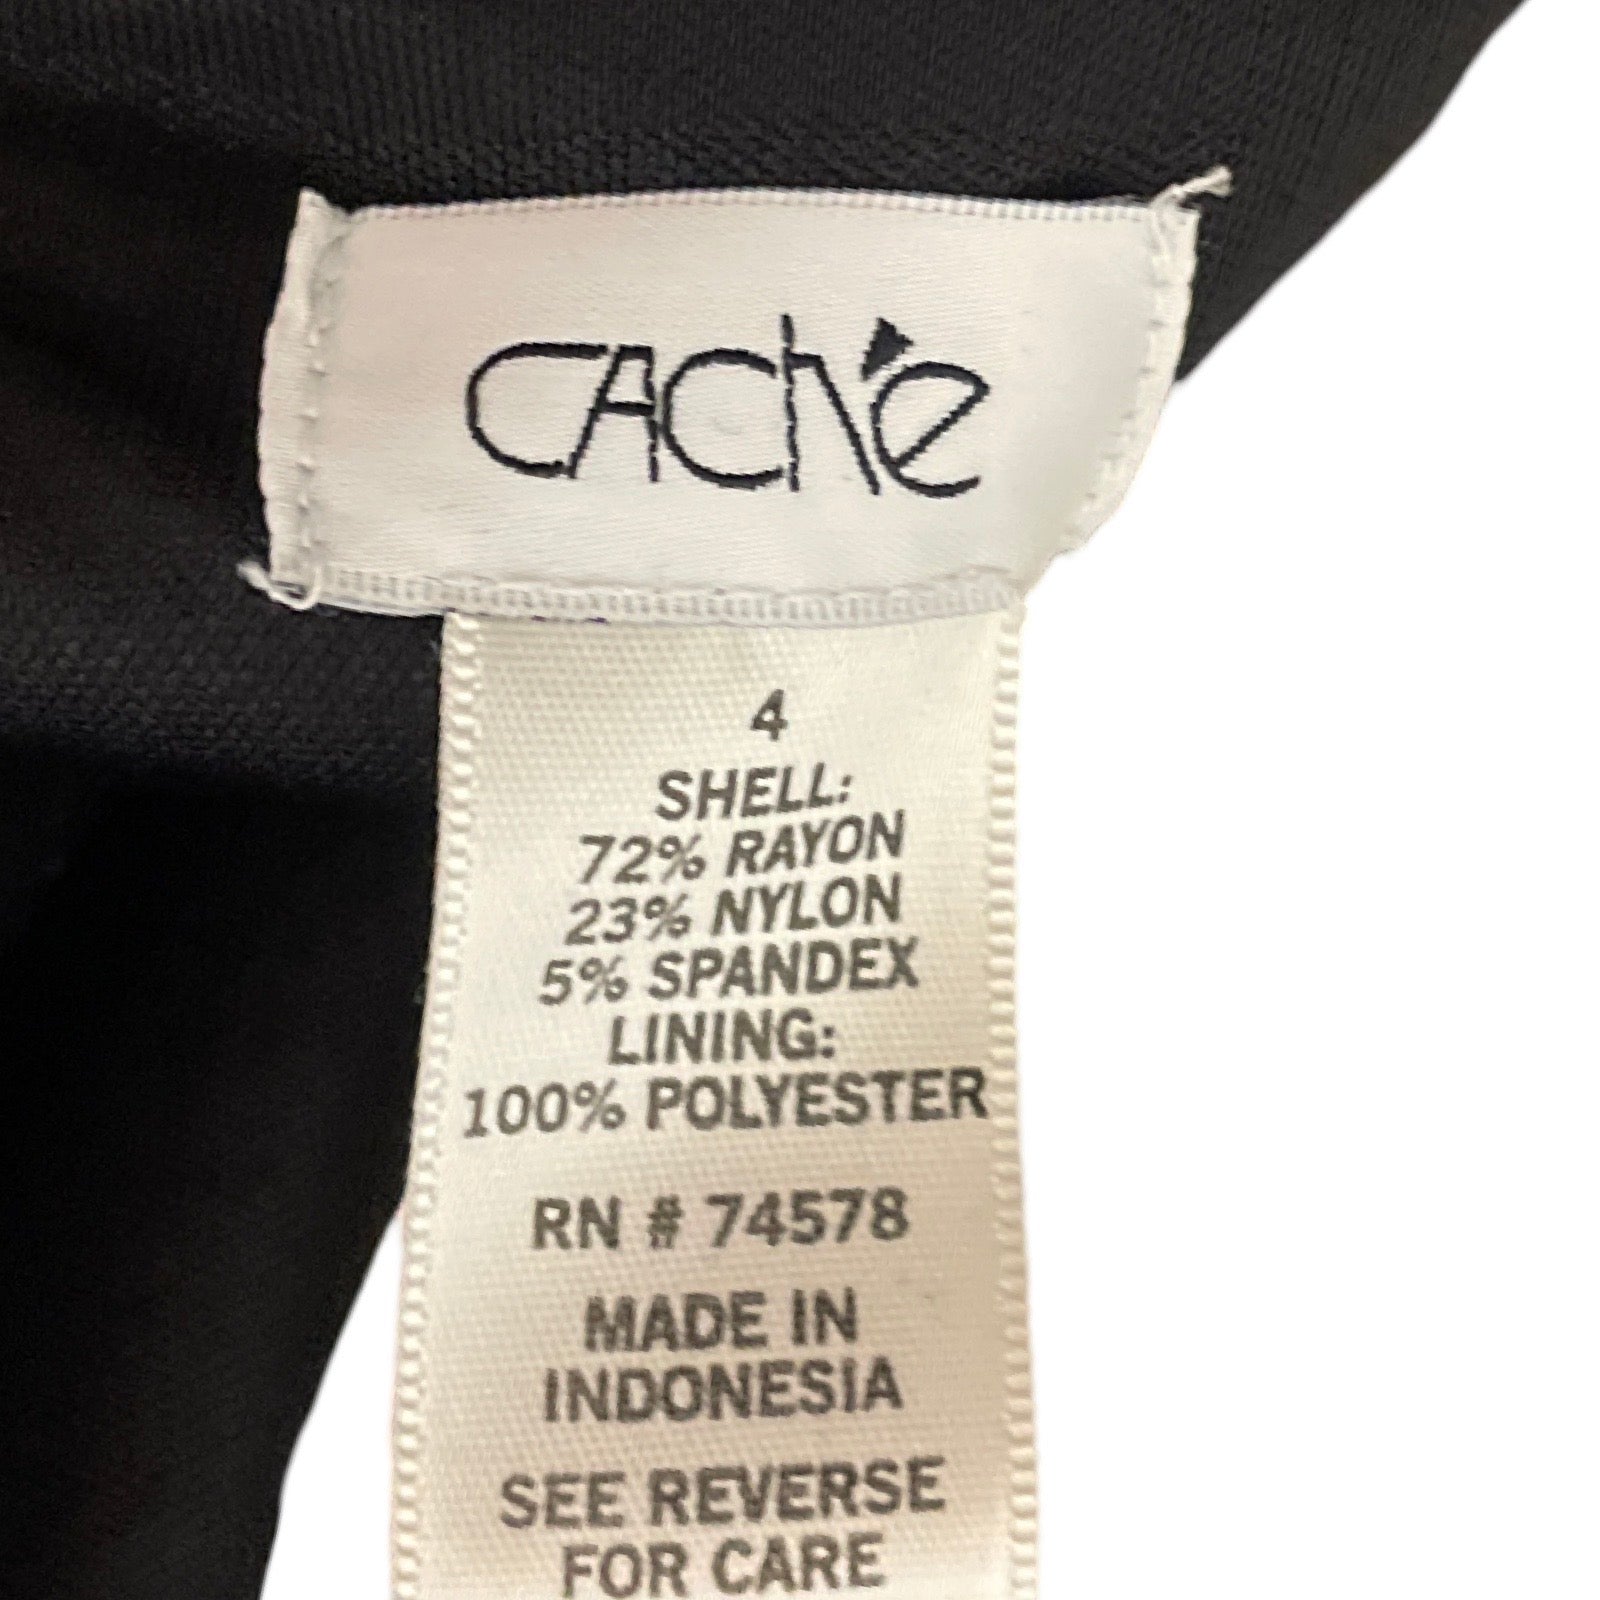 CAChé
4
SHELL:
72% RAYON
23% NYLON
5% SPANDEX
LINING:
100% POLYESTER
RN # 74578
MADE IN
INDONESIA
SEE REVERSE
FOR CARE